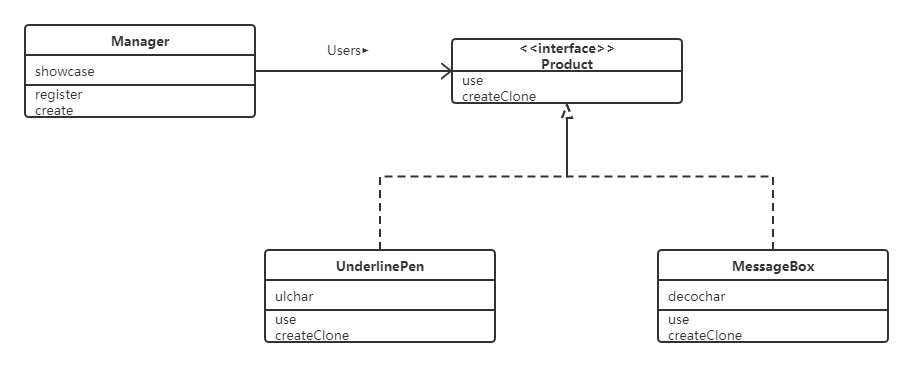 Manager
showcase
register
create
Users▸
<<interface>>
Product
use
createClone
UnderlinePen
ulchar
use
createClone
MessageBox
decochar
use
createClone